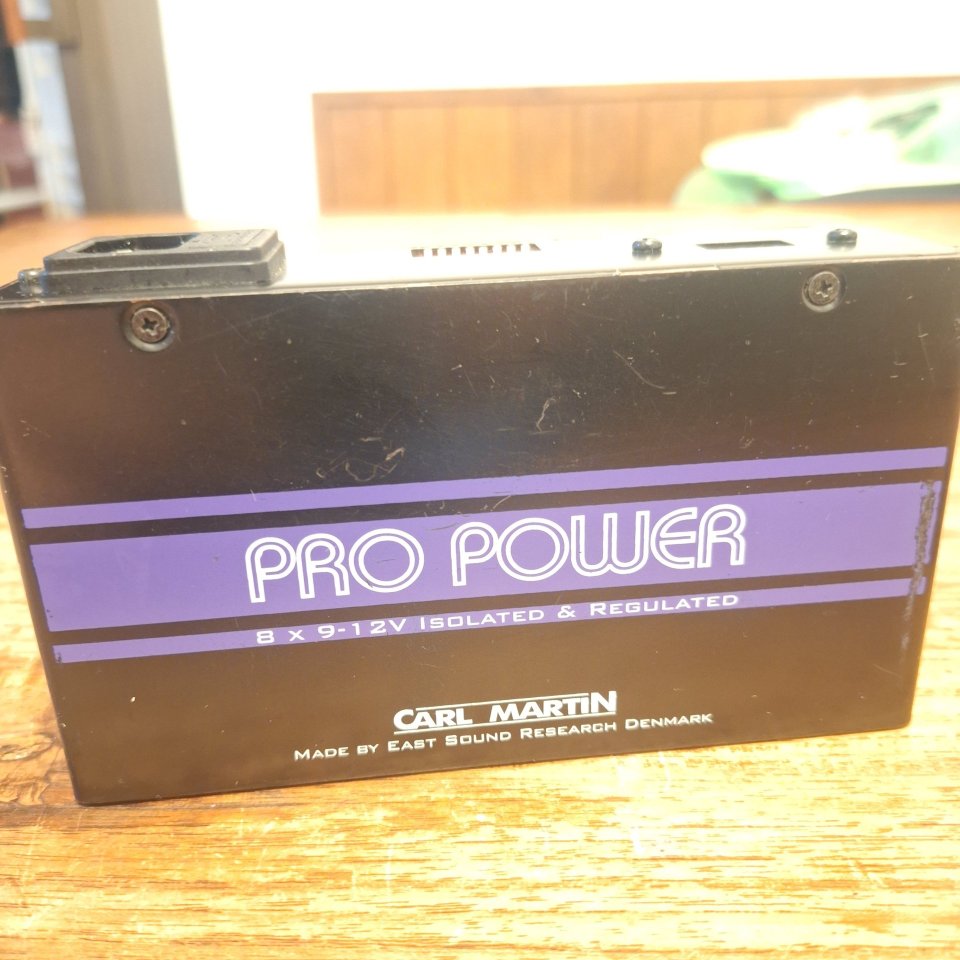 PRO POWER
8 x 9-12V Isolated & Regulated
CARL MARTIN
Made by East Sound Research Denmark